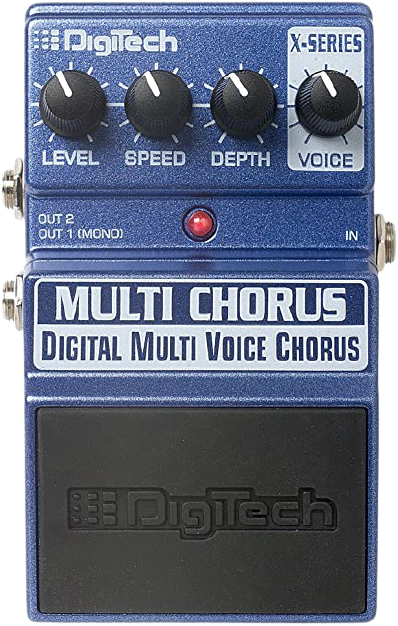 DigiTech
X-SERIES
LEVEL SPEED DEPTH VOICE
OUT 2
OUT 1 (MONO) IN
MULTI CHORUS
DIGITAL MULTI VOICE CHORUS
DigiTech